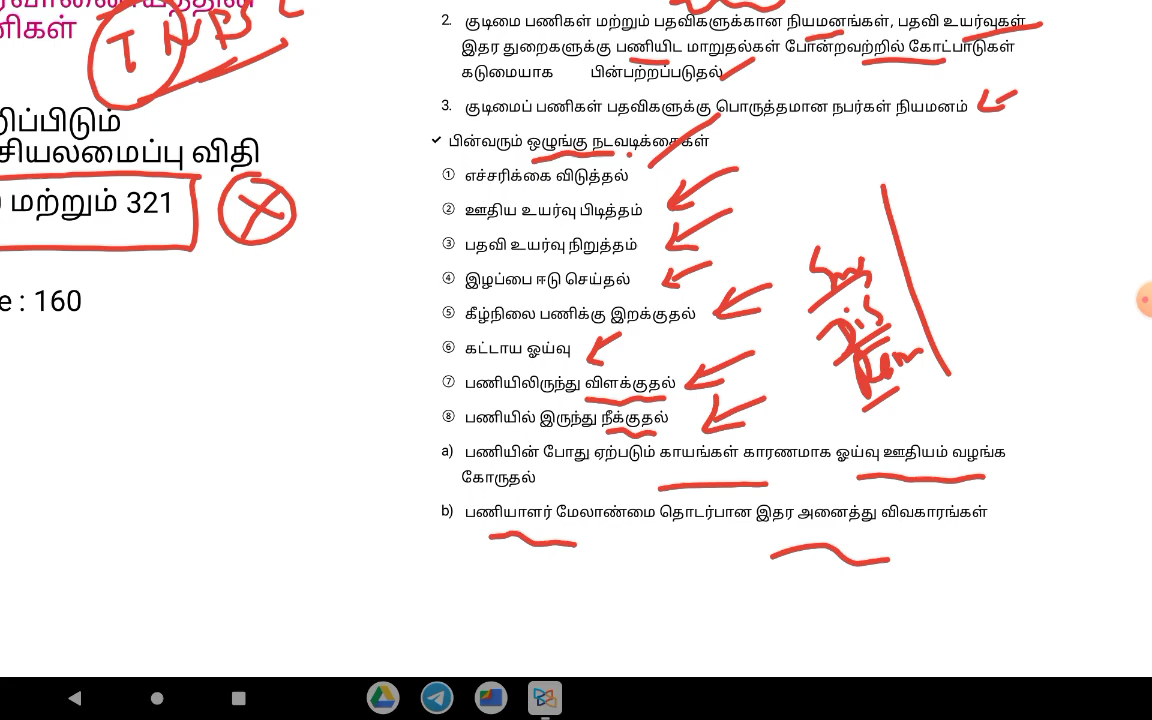 ணிகள்
TNPSC
றிப்பிடும்
சியலமைப்பு விதி
மற்றும் 321
e : 160
2. குடிமை பணிகள் மற்றும் பதவிகளுக்கான நியமனங்கள், பதவி உயர்வுகள்
இதர துறைகளுக்கு பணியிட மாறுதல்கள் போன்றவற்றில் கோட்பாடுகள்
கடுமையாக பின்பற்றப்படுதல்
3. குடிமைப் பணிகள் பதவிகளுக்கு பொருத்தமான நபர்கள் நியமனம்
✓ பின்வரும் ஒழுங்கு நடவடிக்கைகள்
① எச்சரிக்கை விடுத்தல்
② ஊதிய உயர்வு பிடித்தம்
③ பதவி உயர்வு நிறுத்தம்
④ இழப்பை ஈடு செய்தல்
⑤ கீழ்நிலை பணிக்கு இறக்குதல்
⑥ கட்டாய ஓய்வு
⑦ பணியிலிருந்து விளக்குதல்
⑧ பணியில் இருந்து நீக்குதல்
a) பணியின் போது ஏற்படும் காயங்கள் காரணமாக ஓய்வு ஊதியம் வழங்க
கோருதல்
b) பணியாளர் மேலாண்மை தொடர்பான இதர அனைத்து விவகாரங்கள்